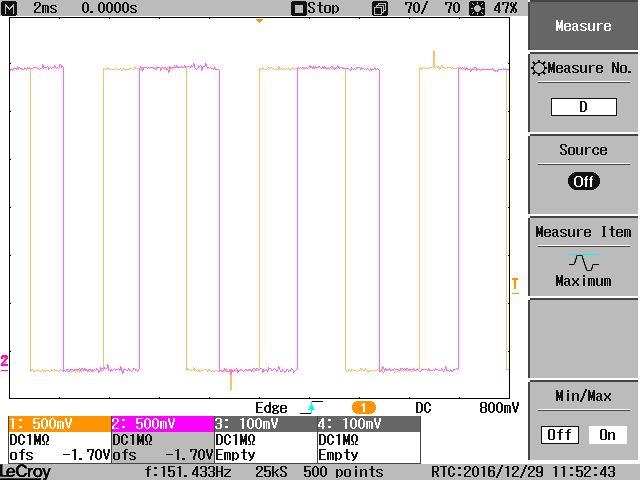 M 2ms 0.0000s Stop 70/ 70 47%
Measure
Measure No.
D
Source
Off
Measure Item
Maximum
T
2
Min/Max
Off On
Edge 1 DC 800mV
1: 500mV 2: 500mV 3: 100mV 4: 100mV
DC1MΩ DC1MΩ DC1MΩ DC1MΩ
ofs -1.70V ofs -1.70V Empty Empty
LeCroy f:151.433Hz 25kS 500 points RTC:2016/12/29 11:52:43